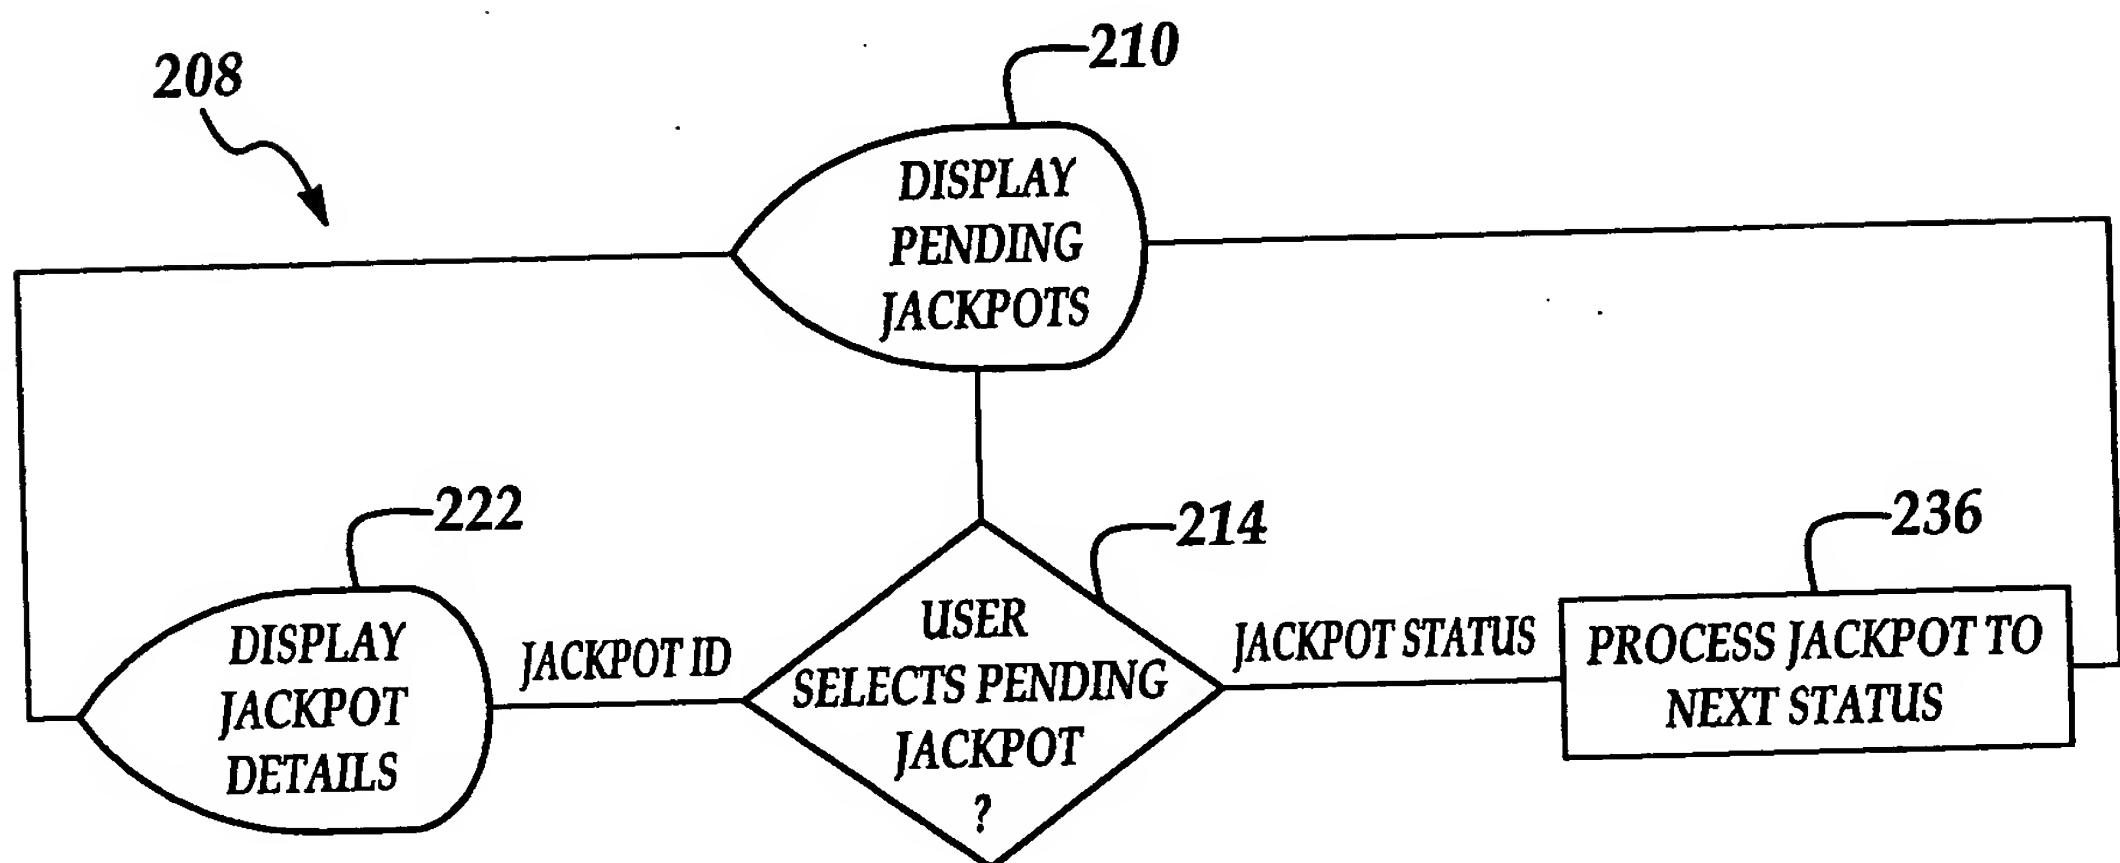 208
210
DISPLAY
PENDING
JACKPOTS
222
214
236
DISPLAY
JACKPOT
DETAILS
JACKPOT ID
USER
SELECTS PENDING
JACKPOT
?
JACKPOT STATUS
PROCESS JACKPOT TO
NEXT STATUS